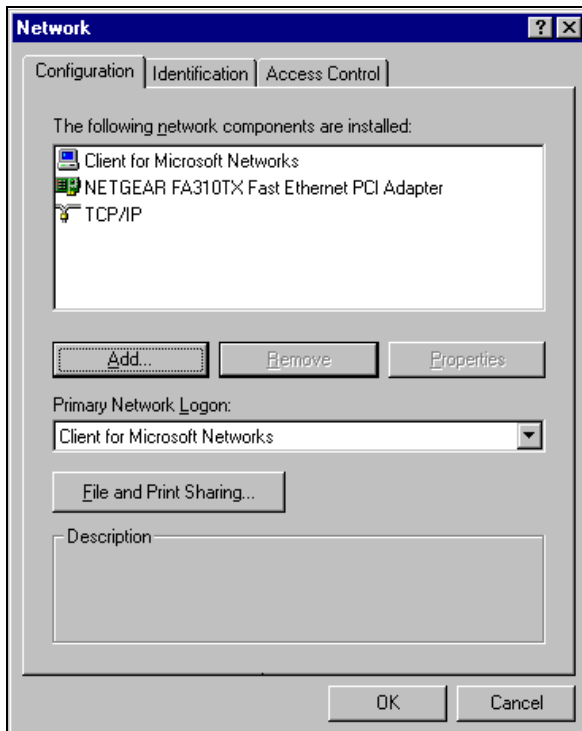 Network
Configuration Identification Access Control
The following network components are installed:
Client for Microsoft Networks
NETGEAR FA310TX Fast Ethernet PCI Adapter
TCP/IP
Add... Remove Properties
Primary Network Logon:
Client for Microsoft Networks
File and Print Sharing...
Description
OK Cancel